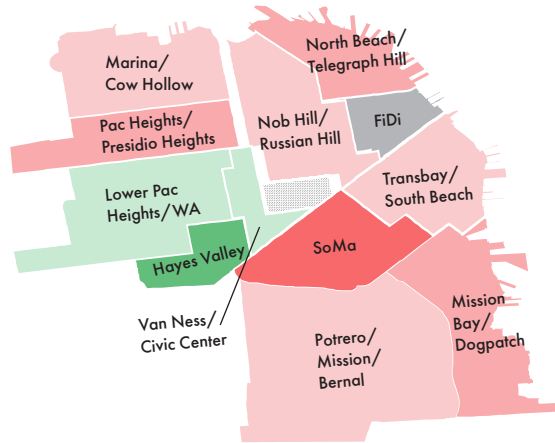 North Beach/
Telegraph Hill
Marina/
Cow Hollow
FiDi
Pac Heights/
Presidio Heights
Nob Hill/
Russian Hill
Transbay/
South Beach
Lower Pac
Heights/WA
SoMa
Hayes Valley
Mission
Bay/
Dogpatch
Van Ness/
Civic Center
Potrero/
Mission/
Bernal